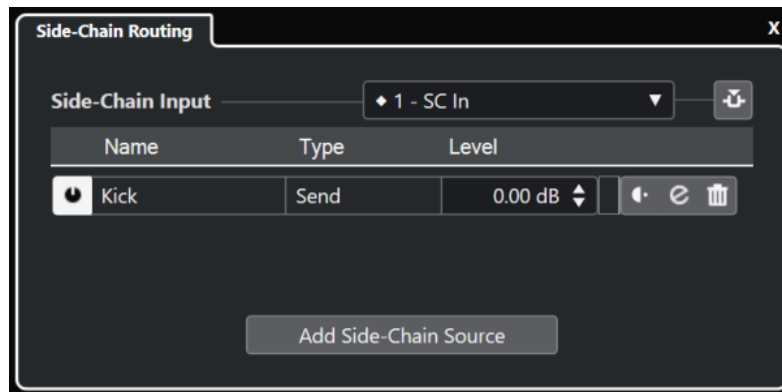 Side-Chain Routing X
Side-Chain Input 1 - SC In
Name Type Level
Kick Send 0.00 dB
Add Side-Chain Source